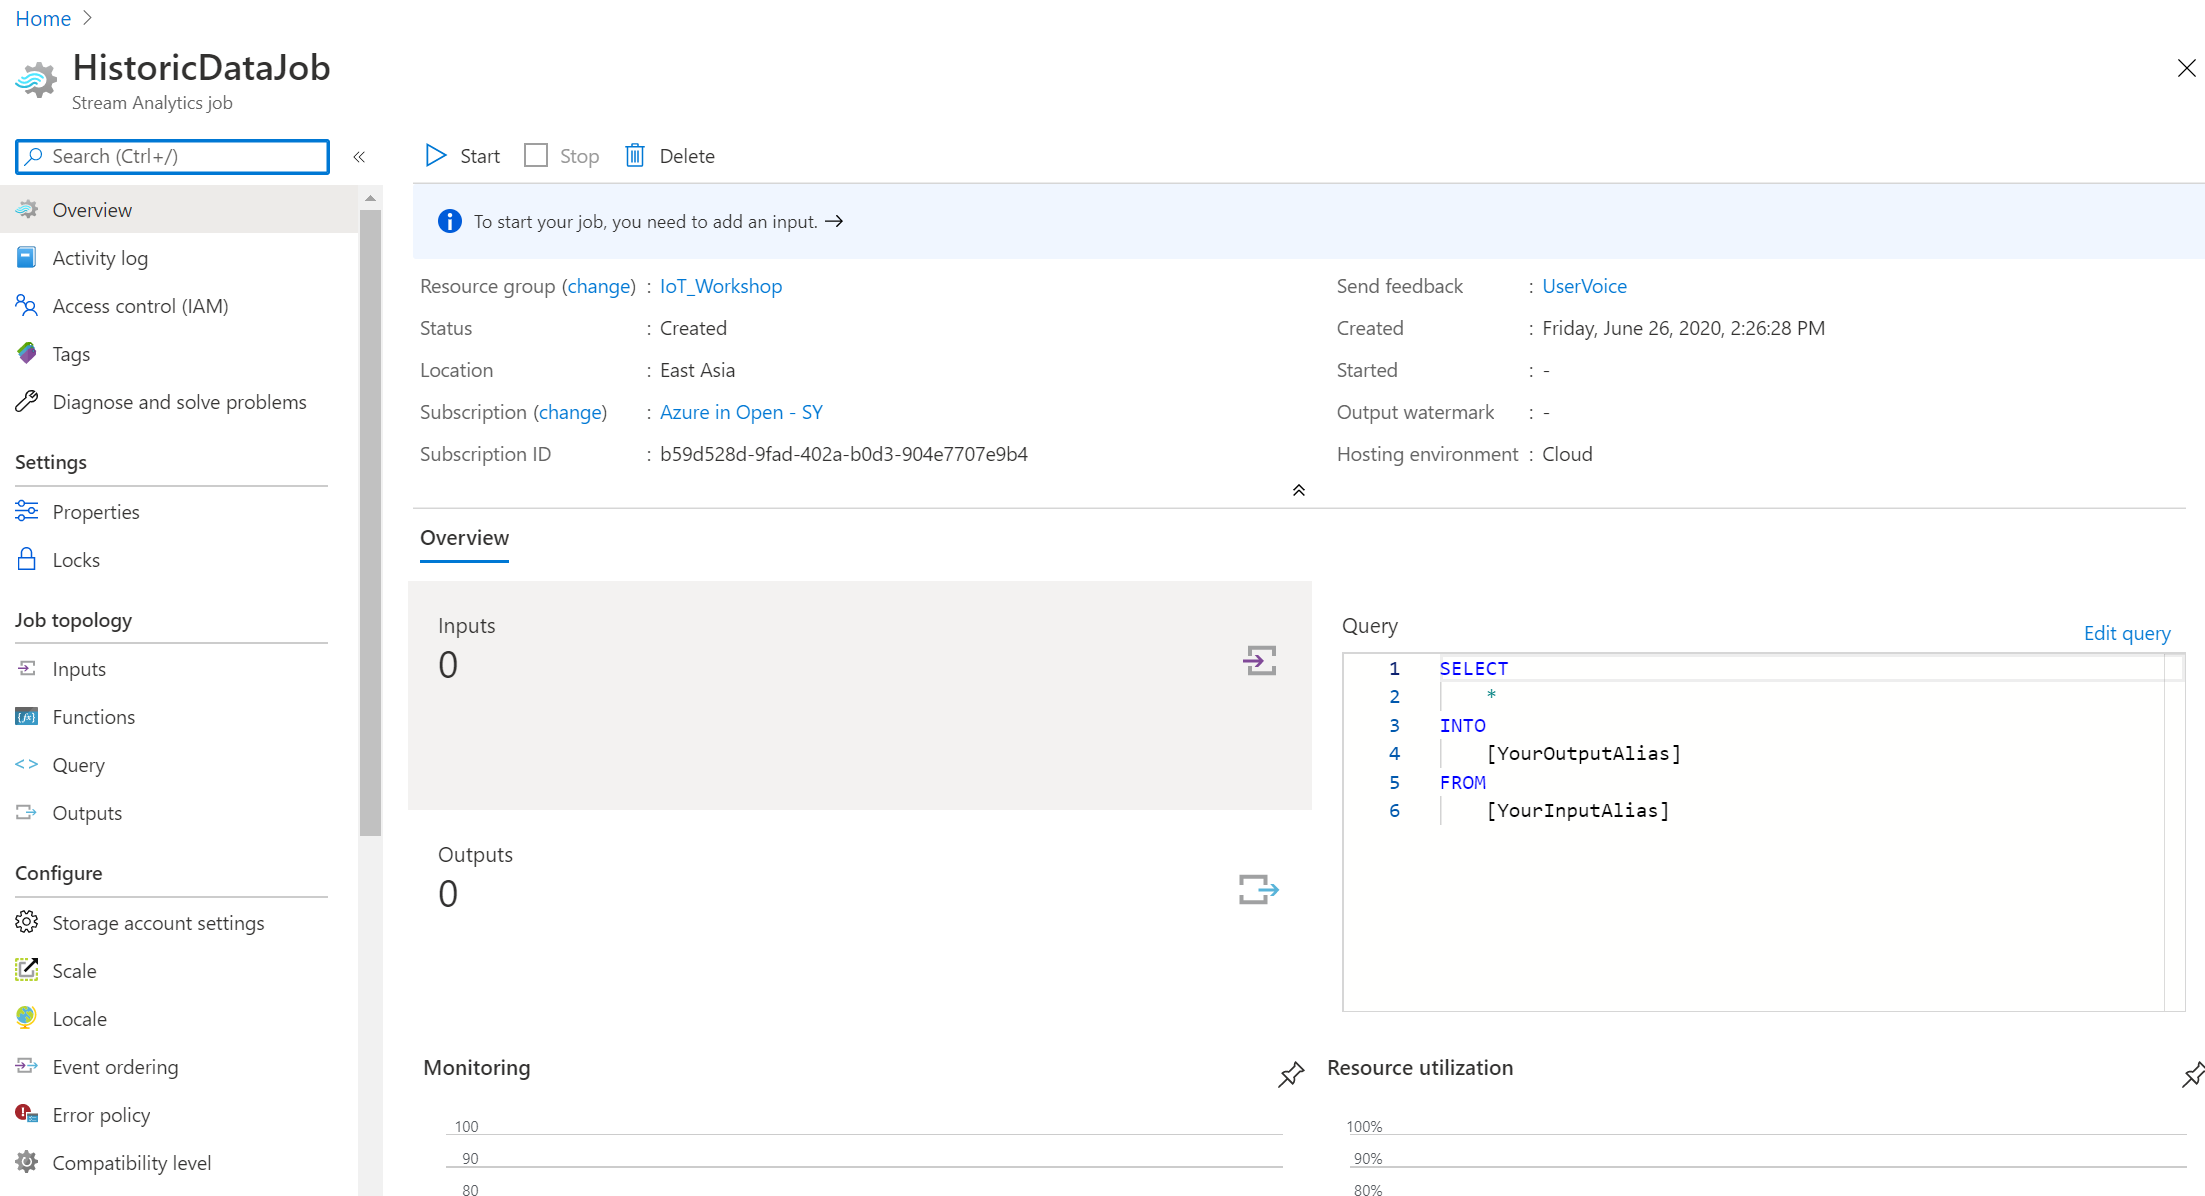 Home
HistoricDataJob
Stream Analytics job
Search (Ctrl+/)
«
Start
Stop
Delete
Overview
Activity log
Access control (IAM)
Tags
Diagnose and solve problems
Settings
Properties
Locks
Job topology
Inputs
Functions
Query
Outputs
Configure
Storage account settings
Scale
Locale
Event ordering
Error policy
Compatibility level
To start your job, you need to add an input. →
Resource group (change) : IoT_Workshop
Status : Created
Location : East Asia
Subscription (change) : Azure in Open - SY
Subscription ID : b59d528d-9fad-402a-b0d3-904e7707e9b4
Send feedback : UserVoice
Created : Friday, June 26, 2020, 2:26:28 PM
Started : -
Output watermark : -
Hosting environment : Cloud
Overview
Inputs
0
Outputs
0
Query
Edit query
1 SELECT
2 *
3 INTO
4 [YourOutputAlias]
5 FROM
6 [YourInputAlias]
Monitoring
100
90
80
Resource utilization
100%
90%
80%